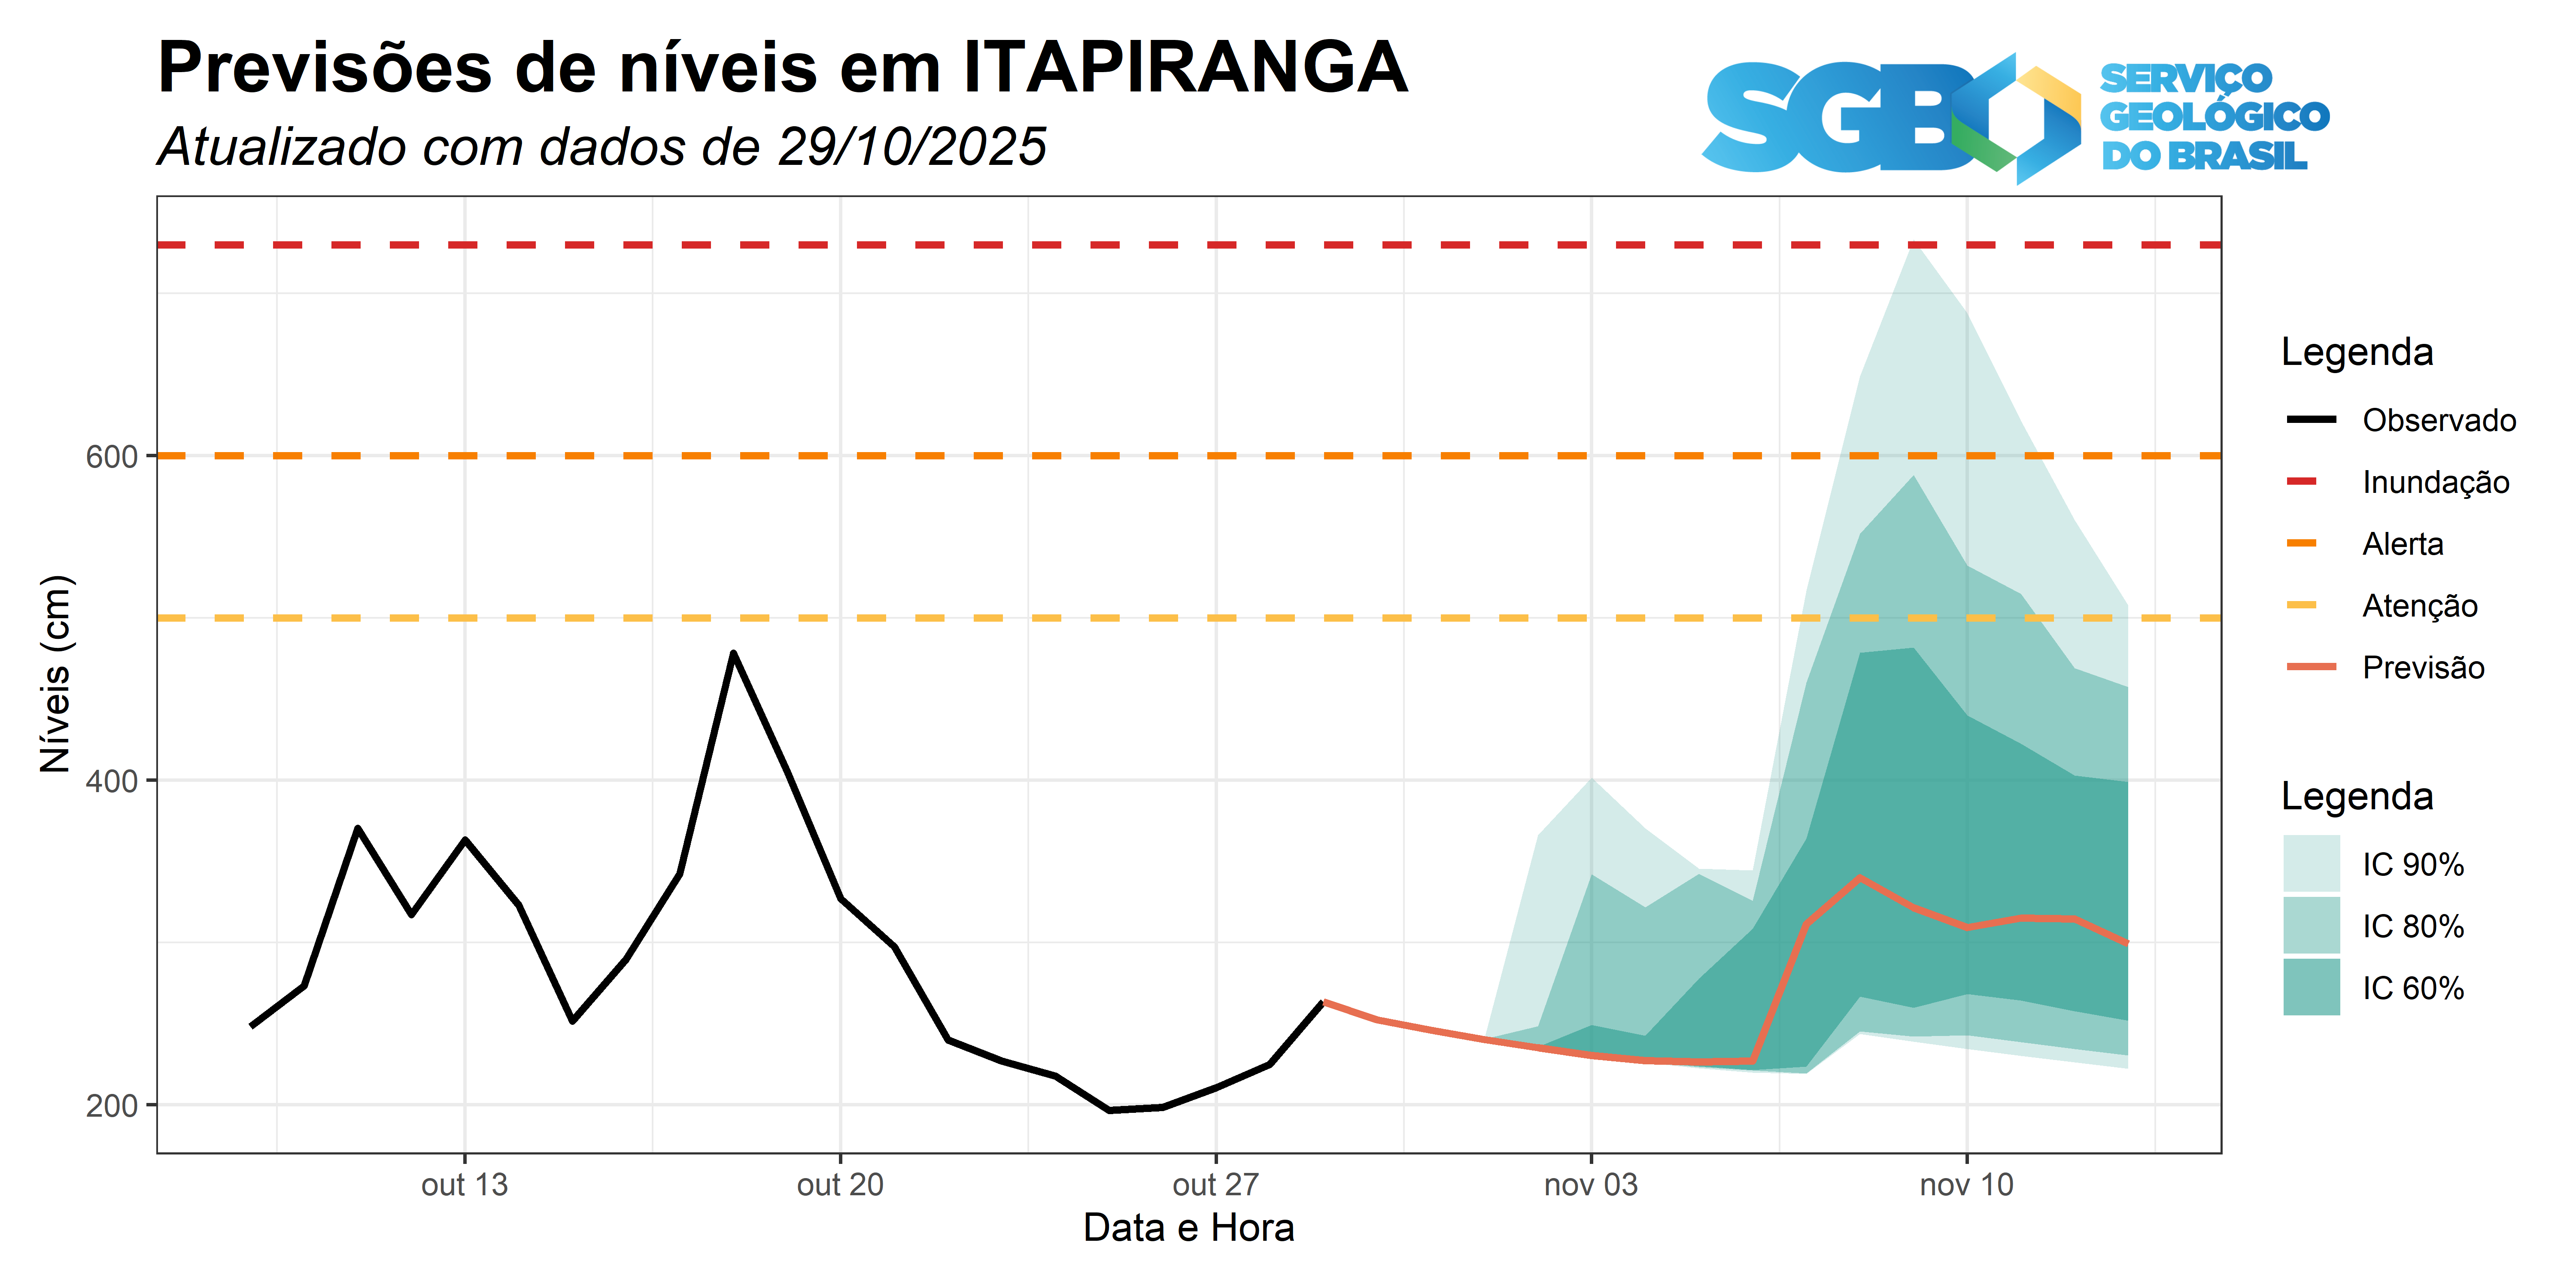 Previsões de níveis em ITAPIRANGA
Atualizado com dados de 29/10/2025
SGB
SERVIÇO
GEOLÓGICO
DO BRASIL
Níveis (cm)
600
400
200
out 13
out 20
out 27
nov 03
nov 10
Data e Hora
Legenda
Observado
Inundação
Alerta
Atenção
Previsão
Legenda
IC 90%
IC 80%
IC 60%